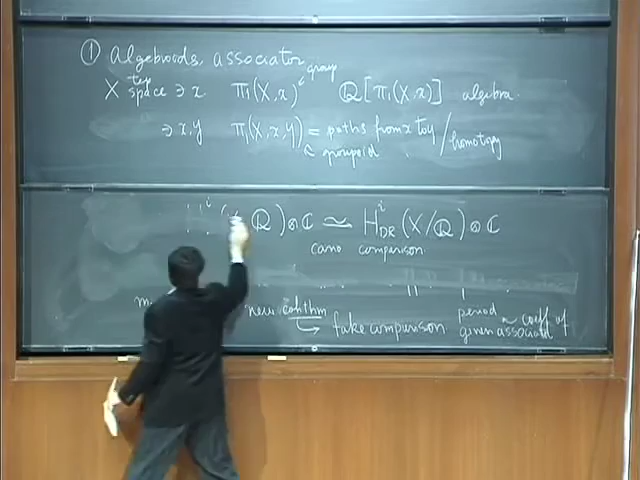 ① algebroids, associator
X top space ∋ x π₁(X,x) ← group ℚ[π₁(X,x)] algebra.
∋ x,y π₁(X,x,y) = paths from x to y / homotopy
↖ groupoid
ℚ) ⊗ ℂ ≃ H^i_DR (X/ℚ) ⊗ ℂ
cano comparison
new cohthm
↳ fake comparison period ~ coeff of
given associat